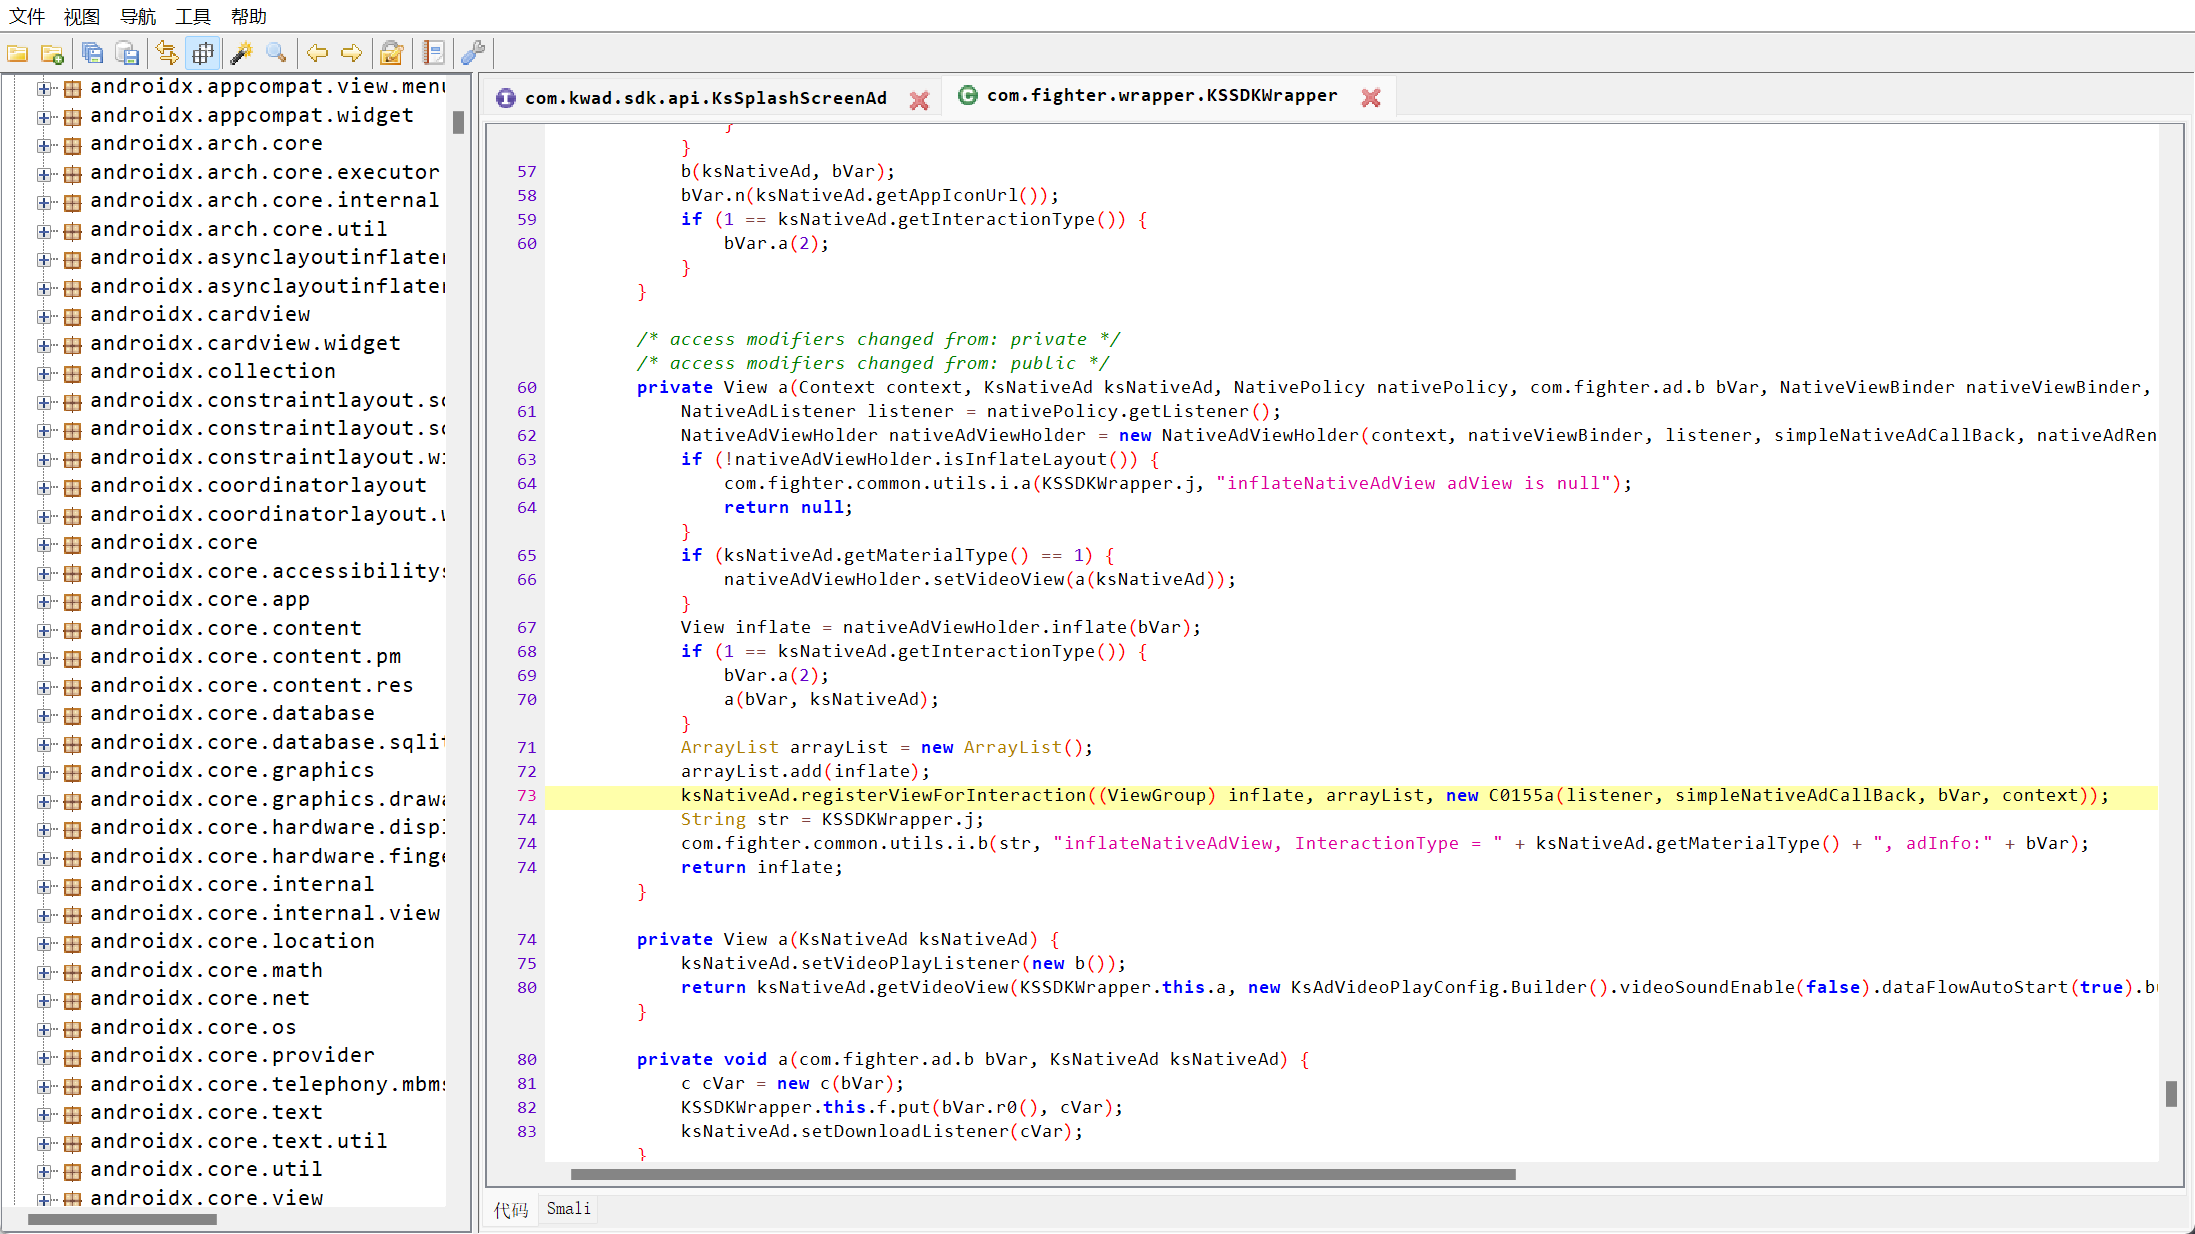 文件 视图 导航 工具 帮助
androidx.appcompat.view.menu
androidx.appcompat.widget
androidx.arch.core
androidx.arch.core.executor
androidx.arch.core.internal
androidx.arch.core.util
androidx.asynclayoutinflater
androidx.asynclayoutinflater
androidx.cardview
androidx.cardview.widget
androidx.collection
androidx.constraintlayout.so
androidx.constraintlayout.so
androidx.constraintlayout.wi
androidx.coordinatorlayout
androidx.coordinatorlayout.w
androidx.core
androidx.core.accessibilitys
androidx.core.app
androidx.core.content
androidx.core.content.pm
androidx.core.content.res
androidx.core.database
androidx.core.database.sqlit
androidx.core.graphics
androidx.core.graphics.drawa
androidx.core.hardware.displ
androidx.core.hardware.finge
androidx.core.internal
androidx.core.internal.view
androidx.core.location
androidx.core.math
androidx.core.net
androidx.core.os
androidx.core.provider
androidx.core.telephony.mbms
androidx.core.text
androidx.core.text.util
androidx.core.util
androidx.core.view
com.kwad.sdk.api.KsSplashScreenAd com.fighter.wrapper.KSSDKWrapper
}
}
57 b(ksNativeAd, bVar);
58 bVar.n(ksNativeAd.getAppIconUrl());
59 if (1 == ksNativeAd.getInteractionType()) {
60 bVar.a(2);
}
}
/* access modifiers changed from: private */
/* access modifiers changed from: public */
60 private View a(Context context, KsNativeAd ksNativeAd, NativePolicy nativePolicy, com.fighter.ad.b bVar, NativeViewBinder nativeViewBinder,
61 NativeAdListener listener = nativePolicy.getListener();
62 NativeAdViewHolder nativeAdViewHolder = new NativeAdViewHolder(context, nativeViewBinder, listener, simpleNativeAdCallBack, nativeAdRen
63 if (!nativeAdViewHolder.isInflateLayout()) {
64 com.fighter.common.utils.i.a(KSSDKWrapper.j, "inflateNativeAdView adView is null");
64 return null;
}
65 if (ksNativeAd.getMaterialType() == 1) {
66 nativeAdViewHolder.setVideoView(a(ksNativeAd));
}
67 View inflate = nativeAdViewHolder.inflate(bVar);
68 if (1 == ksNativeAd.getInteractionType()) {
69 bVar.a(2);
70 a(bVar, ksNativeAd);
}
71 ArrayList arrayList = new ArrayList();
72 arrayList.add(inflate);
73 ksNativeAd.registerViewForInteraction((ViewGroup) inflate, arrayList, new C0155a(listener, simpleNativeAdCallBack, bVar, context));
74 String str = KSSDKWrapper.j;
74 com.fighter.common.utils.i.b(str, "inflateNativeAdView, InteractionType = " + ksNativeAd.getMaterialType() + ", adInfo:" + bVar);
74 return inflate;
}
74 private View a(KsNativeAd ksNativeAd) {
75 ksNativeAd.setVideoPlayListener(new b());
80 return ksNativeAd.getVideoView(KSSDKWrapper.this.a, new KsAdVideoPlayConfig.Builder().videoSoundEnable(false).dataFlowAutoStart(true).bu
}
80 private void a(com.fighter.ad.b bVar, KsNativeAd ksNativeAd) {
81 c cVar = new c(bVar);
82 KSSDKWrapper.this.f.put(bVar.r0(), cVar);
83 ksNativeAd.setDownloadListener(cVar);
}
代码 Smali